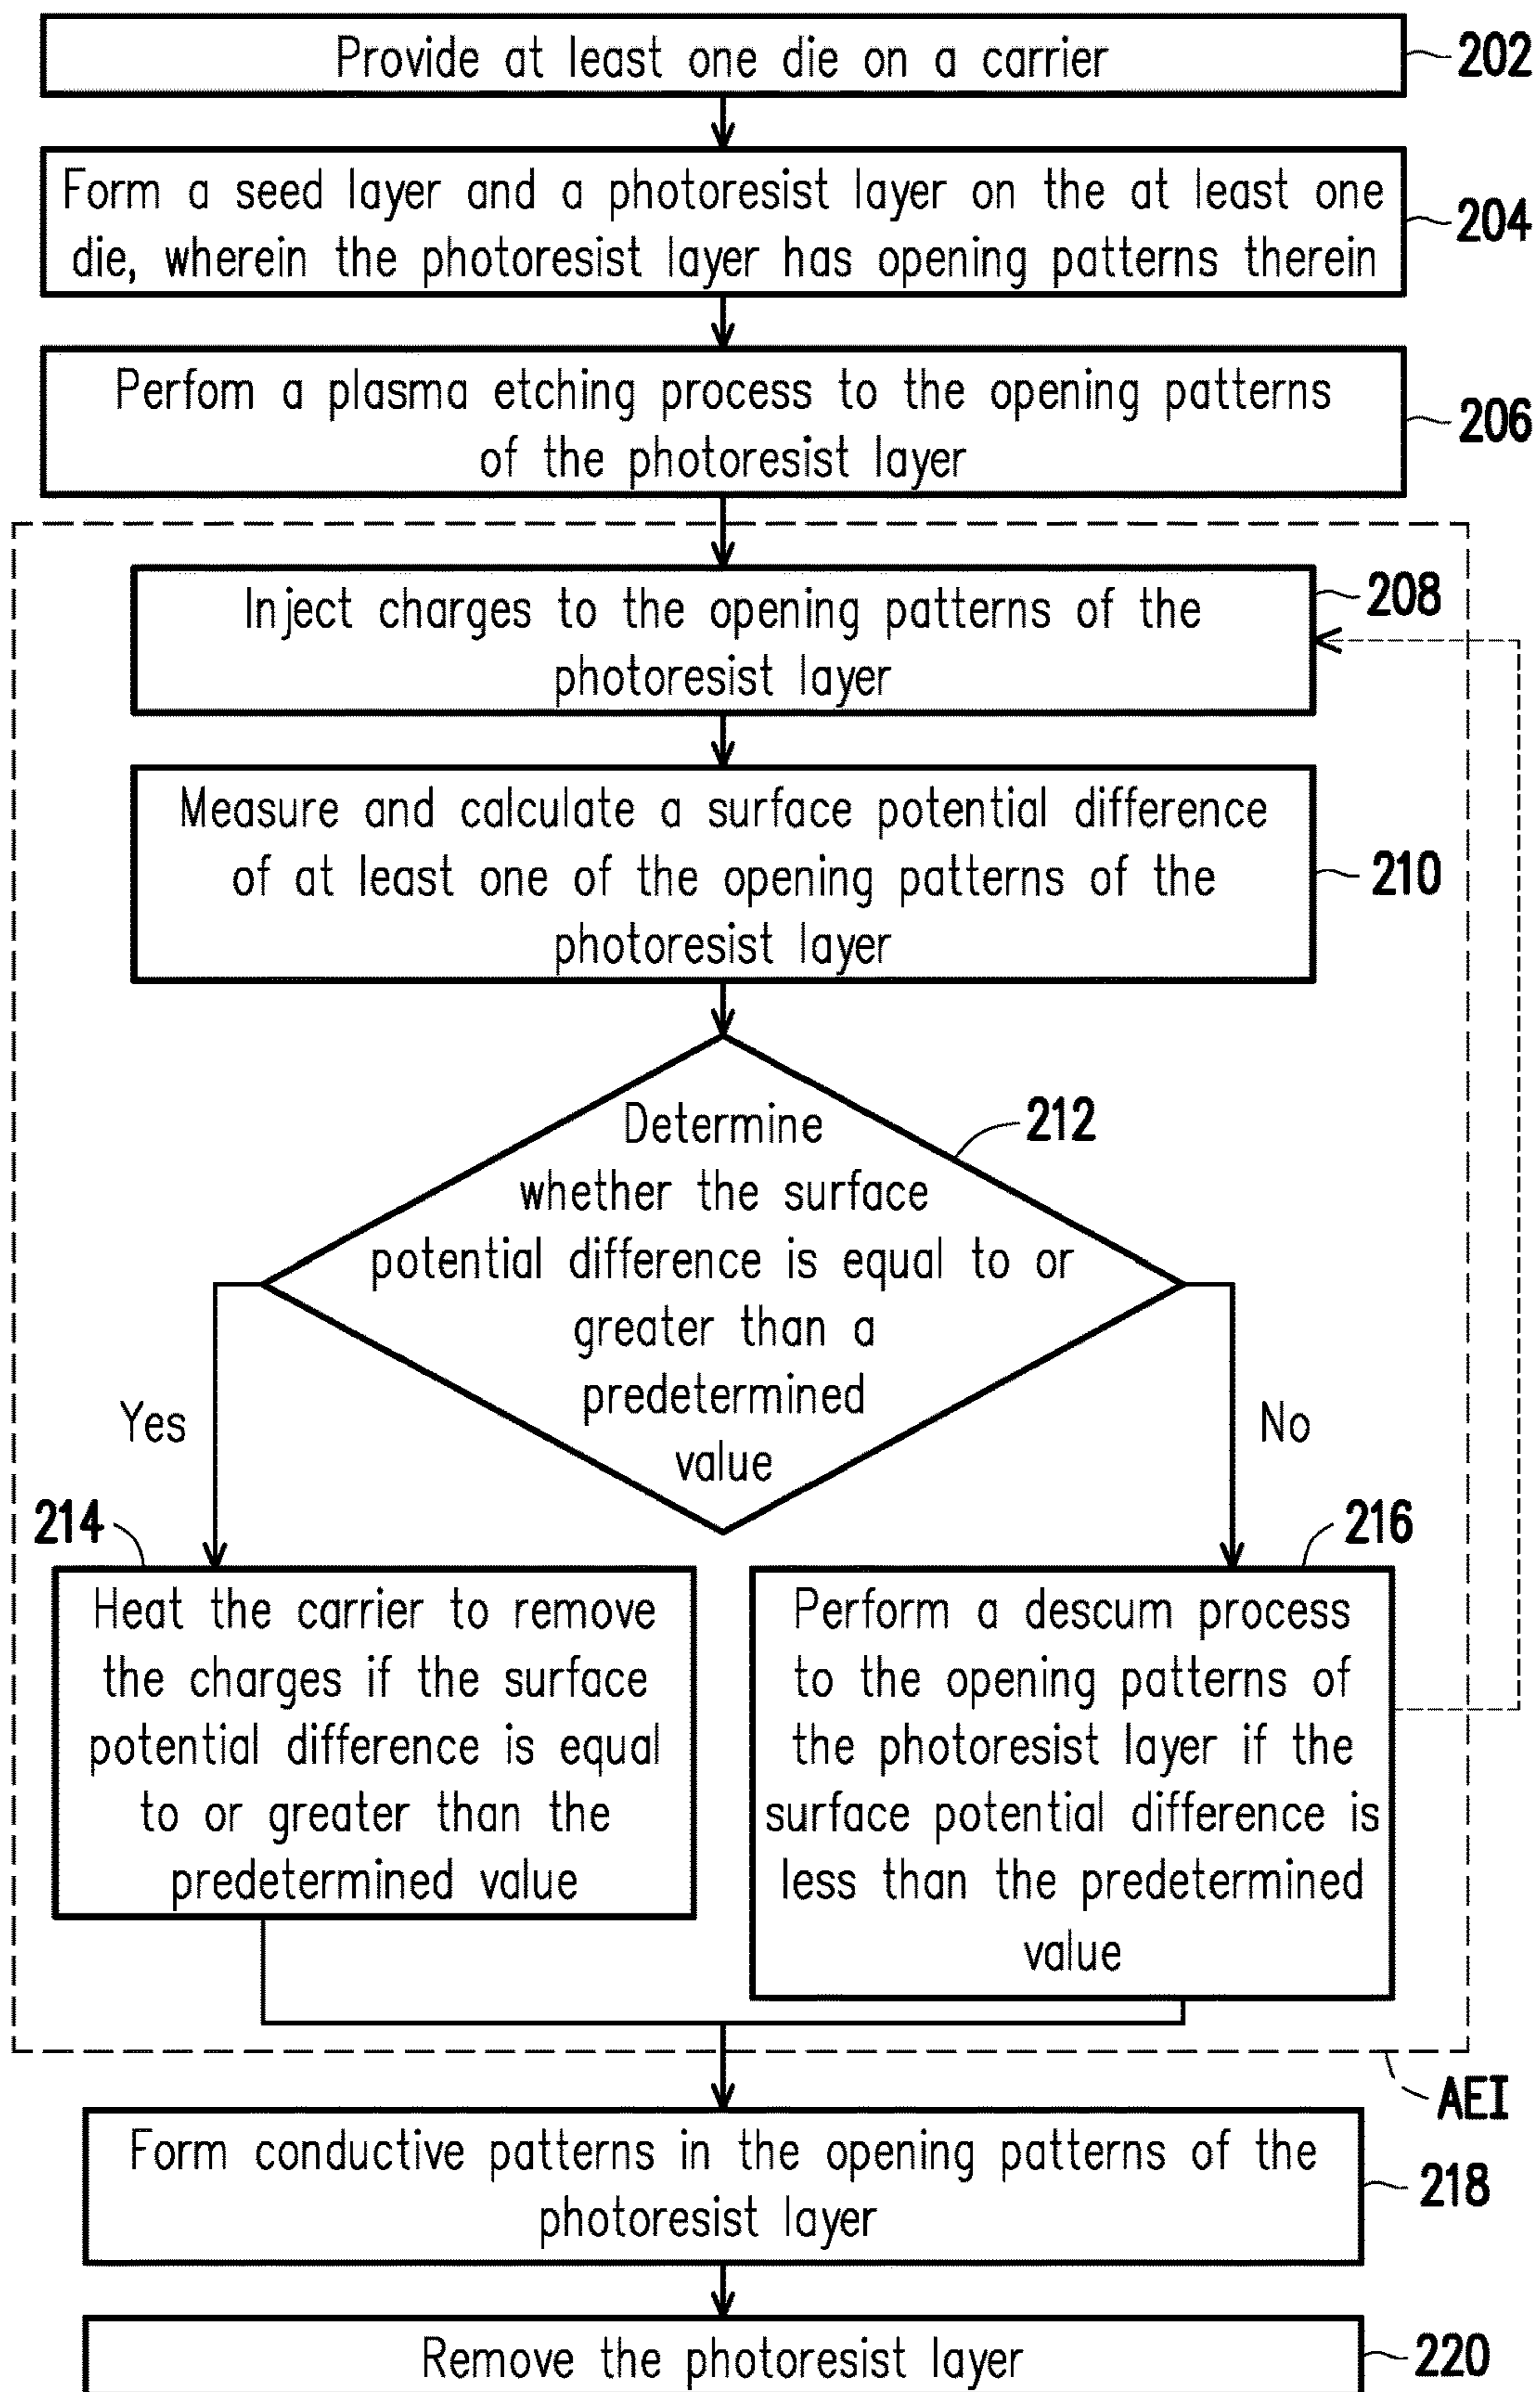 Provide at least one die on a carrier
202
Form a seed layer and a photoresist layer on the at least one
die, wherein the photoresist layer has opening patterns therein
204
Perfom a plasma etching process to the opening patterns
of the photoresist layer
206
Inject charges to the opening patterns of the
photoresist layer
208
Measure and calculate a surface potential difference
of at least one of the opening patterns of the
photoresist layer
210
Determine
whether the surface
potential difference is equal to or
greater than a
predetermined
value
212
Yes
No
214
Heat the carrier to remove
the charges if the surface
potential difference is equal
to or greater than the
predetermined value
216
Perform a descum process
to the opening patterns of
the photoresist layer if the
surface potential difference is
less than the predetermined
value
AEI
Form conductive patterns in the opening patterns of the
photoresist layer
218
Remove the photoresist layer
220